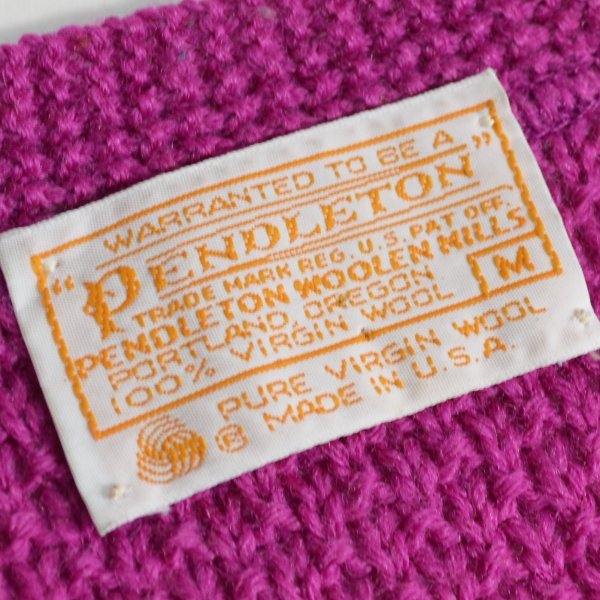 WARRANTED TO BE A
"PENDLETON"
TRADE MARK REG. U.S. PAT. OFF.
PENDLETON WOOLEN MILLS
PORTLAND, OREGON
100% VIRGIN WOOL
M
PURE VIRGIN WOOL
® MADE IN U.S.A.